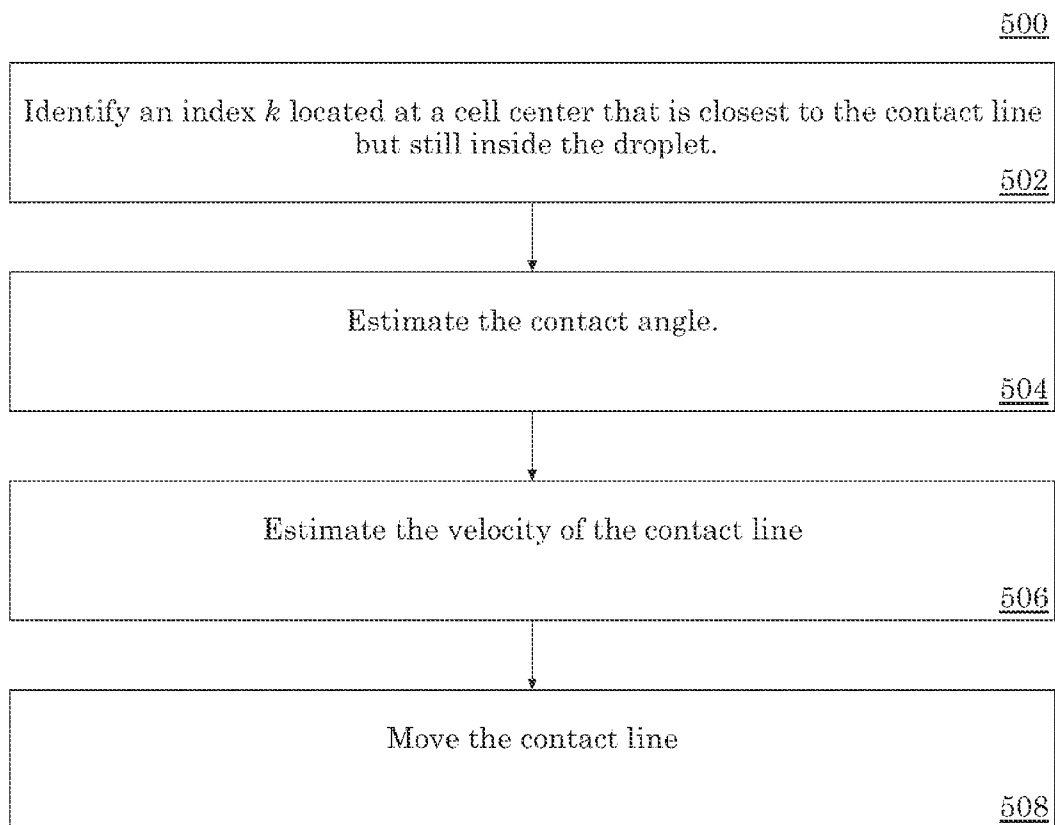 500
Identify an index k located at a cell center that is closest to the contact line
but still inside the droplet.
502
Estimate the contact angle.
504
Estimate the velocity of the contact line
506
Move the contact line
508